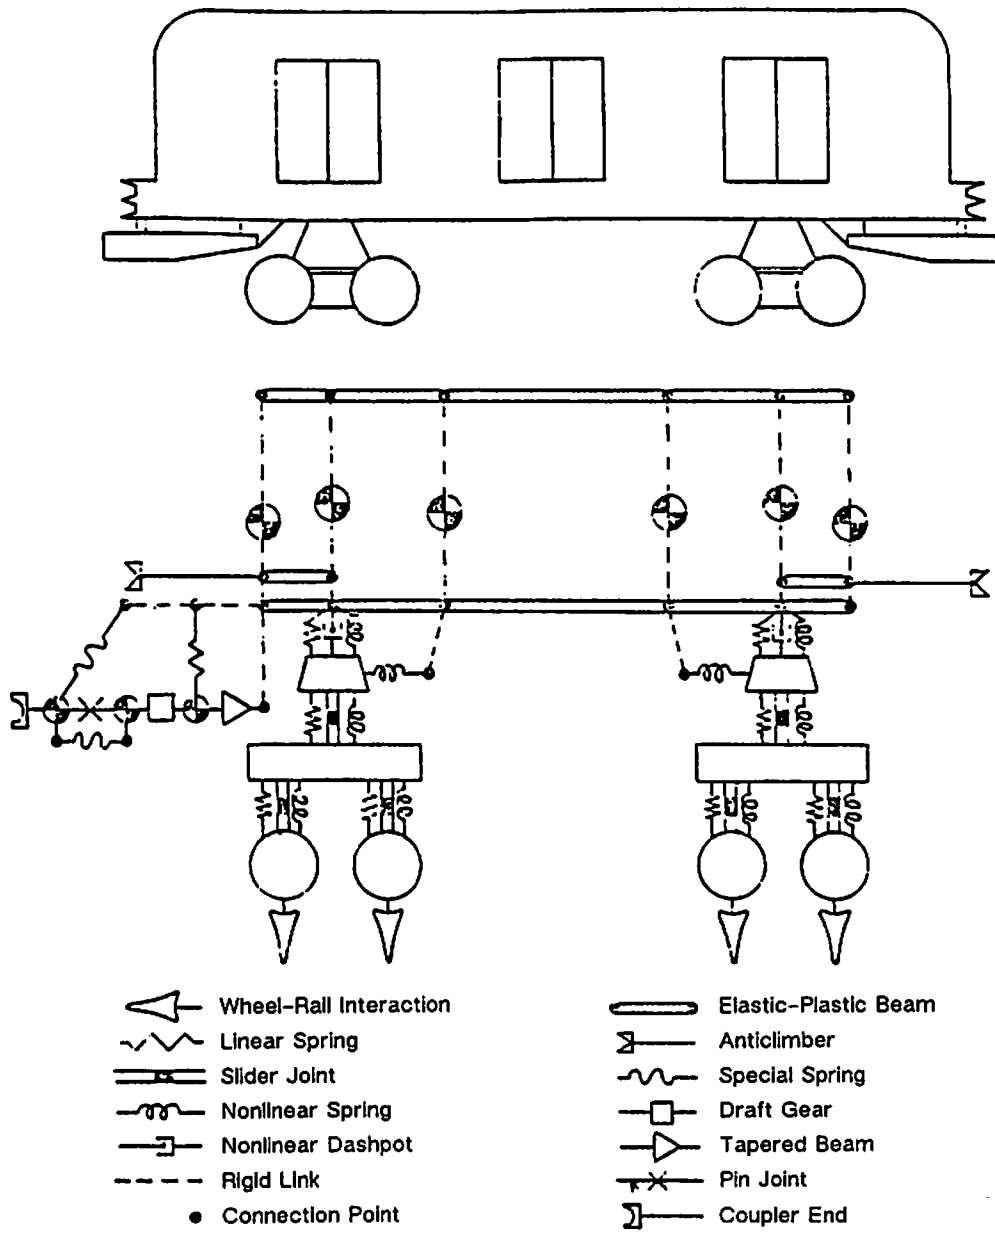 Wheel-Rail Interaction
Linear Spring
Slider Joint
Nonlinear Spring
Nonlinear Dashpot
Rigid Link
Connection Point
Elastic-Plastic Beam
Anticlimber
Special Spring
Draft Gear
Tapered Beam
Pin Joint
Coupler End